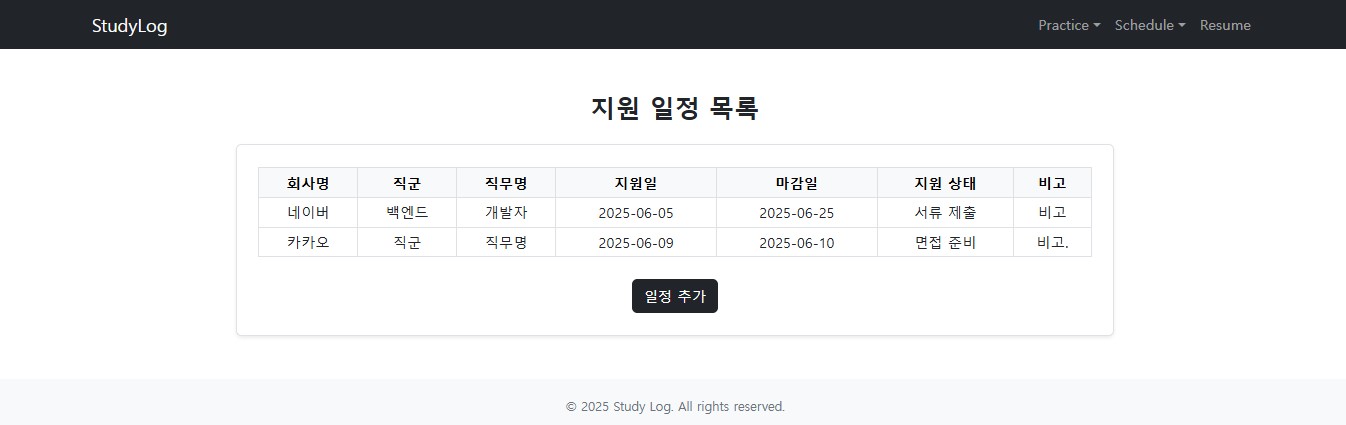 StudyLog Practice Schedule Resume
지원 일정 목록
회사명 직군 직무명 지원일 마감일 지원 상태 비고
네이버 백엔드 개발자 2025-06-05 2025-06-25 서류 제출 비고
카카오 직군 직무명 2025-06-09 2025-06-10 면접 준비 비고.
일정 추가
© 2025 Study Log. All rights reserved.